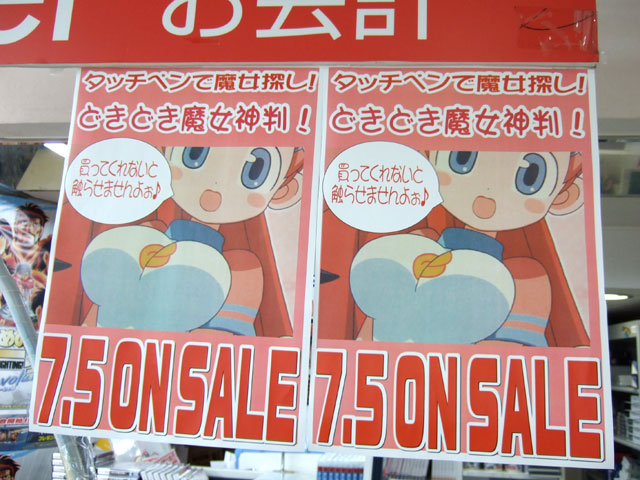 er お会計
タッチペンで魔女探し!
どきどき魔女神判!
買ってくれないと
触らせませんよぉ♪
7.5 ON SALE
タッチペンで魔女探し!
どきどき魔女神判!
買ってくれないと
触らせませんよぉ♪
7.5 ON SALE